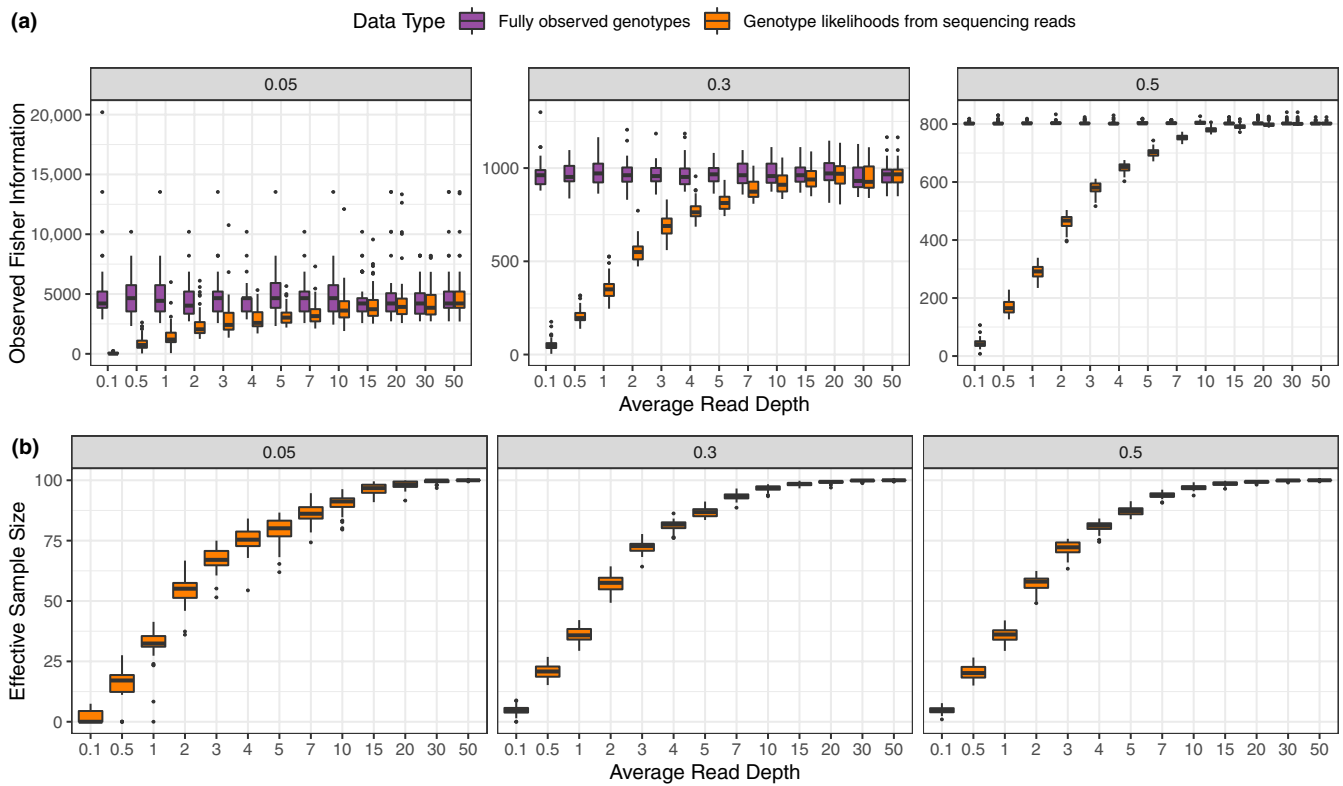 (a)
Data Type Fully observed genotypes Genotype likelihoods from sequencing reads
0.05 0.3 0.5
Observed Fisher Information
20,000
15,000
10,000
5000
0
1000
500
0
800
600
400
200
0
0.1 0.5 1 2 3 4 5 7 10 15 20 30 50
0.1 0.5 1 2 3 4 5 7 10 15 20 30 50
0.1 0.5 1 2 3 4 5 7 10 15 20 30 50
Average Read Depth
(b)
0.05 0.3 0.5
Effective Sample Size
100
75
50
25
0
0.1 0.5 1 2 3 4 5 7 10 15 20 30 50
0.1 0.5 1 2 3 4 5 7 10 15 20 30 50
0.1 0.5 1 2 3 4 5 7 10 15 20 30 50
Average Read Depth